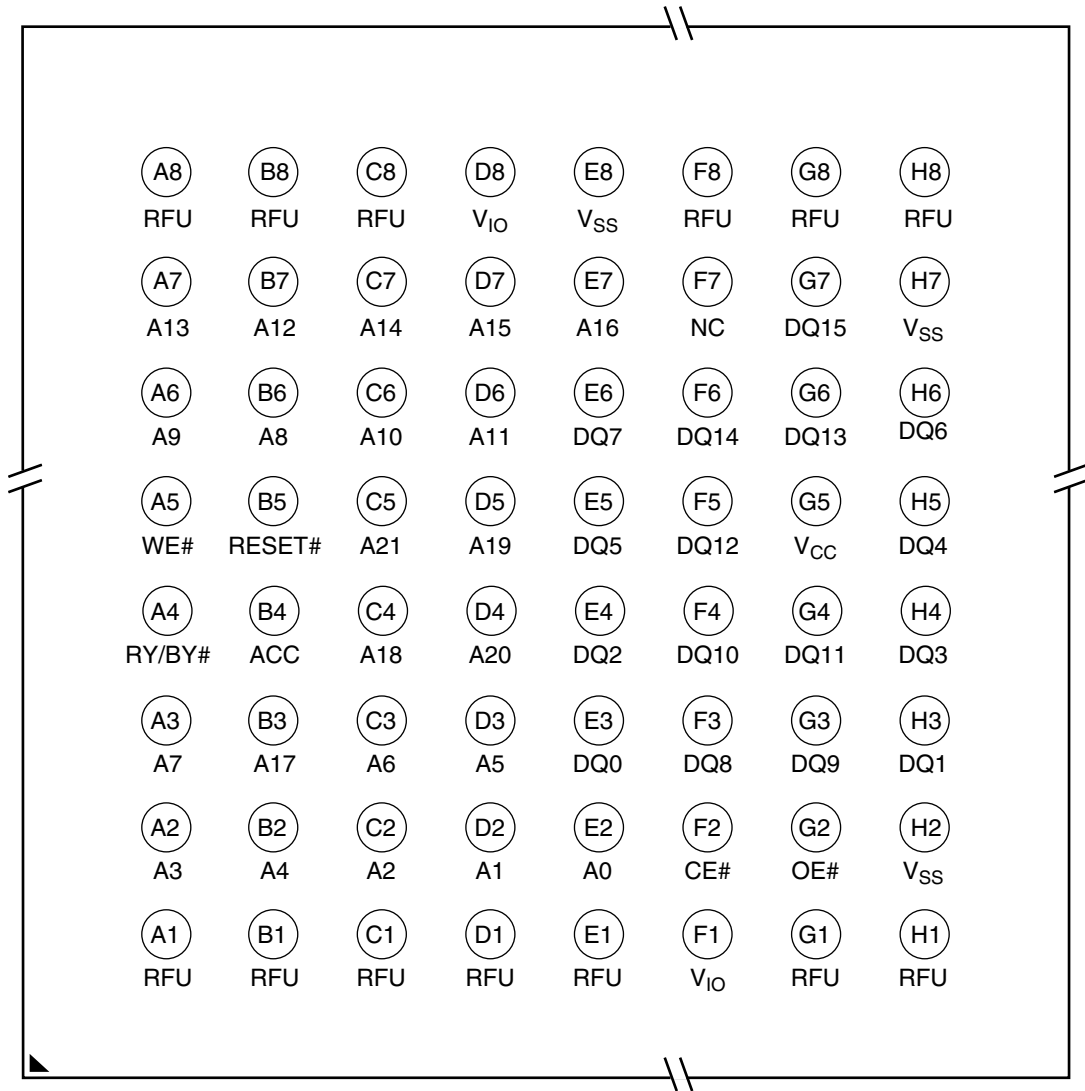 A8 B8 C8 D8 E8 F8 G8 H8
RFU RFU RFU VIO VSS RFU RFU RFU
A7 B7 C7 D7 E7 F7 G7 H7
A13 A12 A14 A15 A16 NC DQ15 VSS
A6 B6 C6 D6 E6 F6 G6 H6
A9 A8 A10 A11 DQ7 DQ14 DQ13 DQ6
A5 B5 C5 D5 E5 F5 G5 H5
WE# RESET# A21 A19 DQ5 DQ12 VCC DQ4
A4 B4 C4 D4 E4 F4 G4 H4
RY/BY# ACC A18 A20 DQ2 DQ10 DQ11 DQ3
A3 B3 C3 D3 E3 F3 G3 H3
A7 A17 A6 A5 DQ0 DQ8 DQ9 DQ1
A2 B2 C2 D2 E2 F2 G2 H2
A3 A4 A2 A1 A0 CE# OE# VSS
A1 B1 C1 D1 E1 F1 G1 H1
RFU RFU RFU RFU RFU VIO RFU RFU